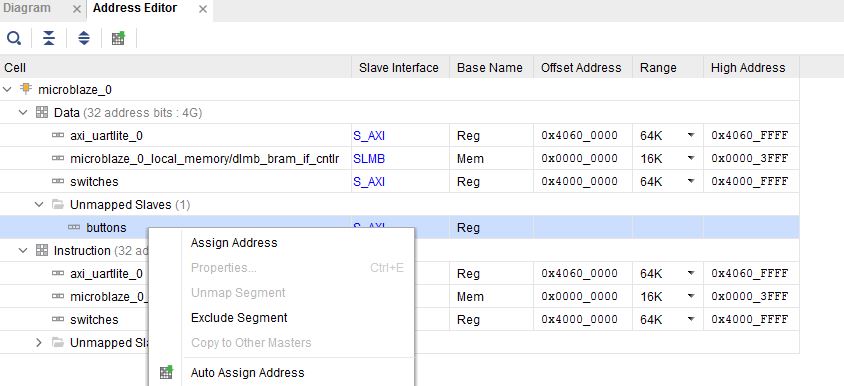 Diagram
Address Editor
Cell Slave Interface Base Name Offset Address Range High Address
microblaze_0
Data (32 address bits : 4G)
axi_uartlite_0 S_AXI Reg 0x4060_0000 64K 0x4060_FFFF
microblaze_0_local_memory/dlmb_bram_if_cntlr SLMB Mem 0x0000_0000 16K 0x0000_3FFF
switches S_AXI Reg 0x4000_0000 64K 0x4000_FFFF
Unmapped Slaves (1)
buttons S_AXI Reg
Instruction (32 ad
axi_uartlite_0 Reg 0x4060_0000 64K 0x4060_FFFF
microblaze_0_ Mem 0x0000_0000 16K 0x0000_3FFF
switches Reg 0x4000_0000 64K 0x4000_FFFF
Unmapped Sla
Assign Address
Properties... Ctrl+E
Unmap Segment
Exclude Segment
Copy to Other Masters
Auto Assign Address